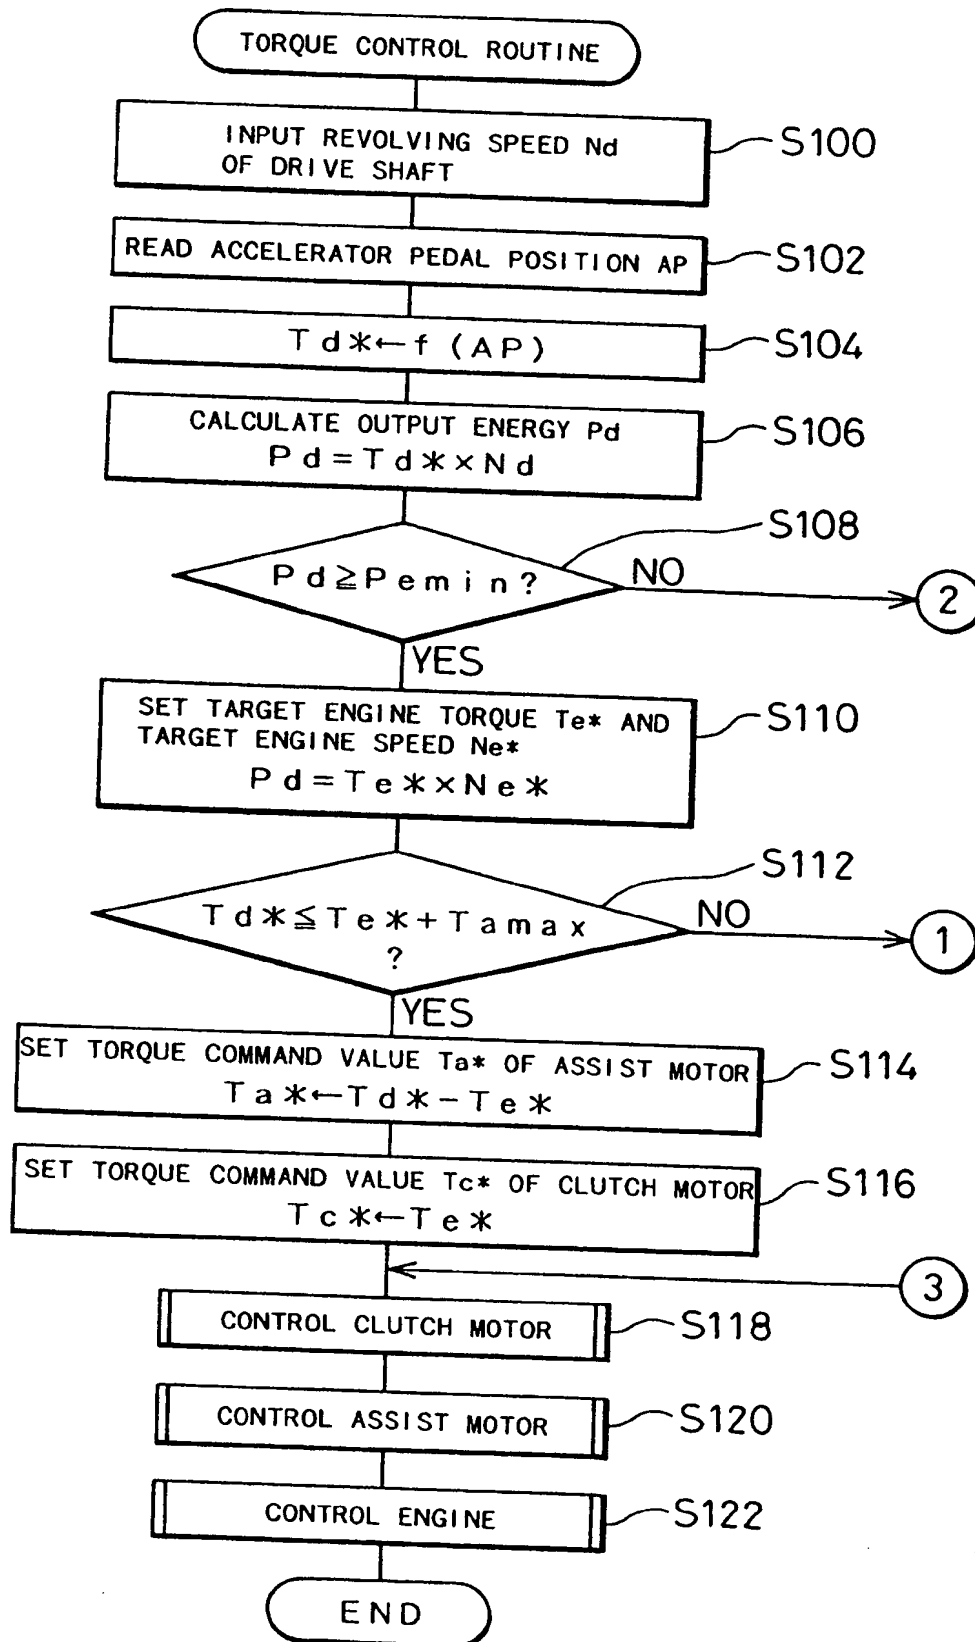 TORQUE CONTROL ROUTINE
INPUT REVOLVING SPEED Nd
OF DRIVE SHAFT
S100
READ ACCELERATOR PEDAL POSITION AP
S102
Td*←f (AP)
S104
CALCULATE OUTPUT ENERGY Pd
Pd=Td*×Nd
S106
S108
Pd≧Pemin?
NO
2
YES
SET TARGET ENGINE TORQUE Te* AND
TARGET ENGINE SPEED Ne*
Pd=Te*×Ne*
S110
S112
Td*≦Te*+Tamax
?
NO
1
YES
SET TORQUE COMMAND VALUE Ta* OF ASSIST MOTOR
Ta*←Td*-Te*
S114
SET TORQUE COMMAND VALUE Tc* OF CLUTCH MOTOR
Tc*←Te*
S116
3
CONTROL CLUTCH MOTOR
S118
CONTROL ASSIST MOTOR
S120
CONTROL ENGINE
S122
END